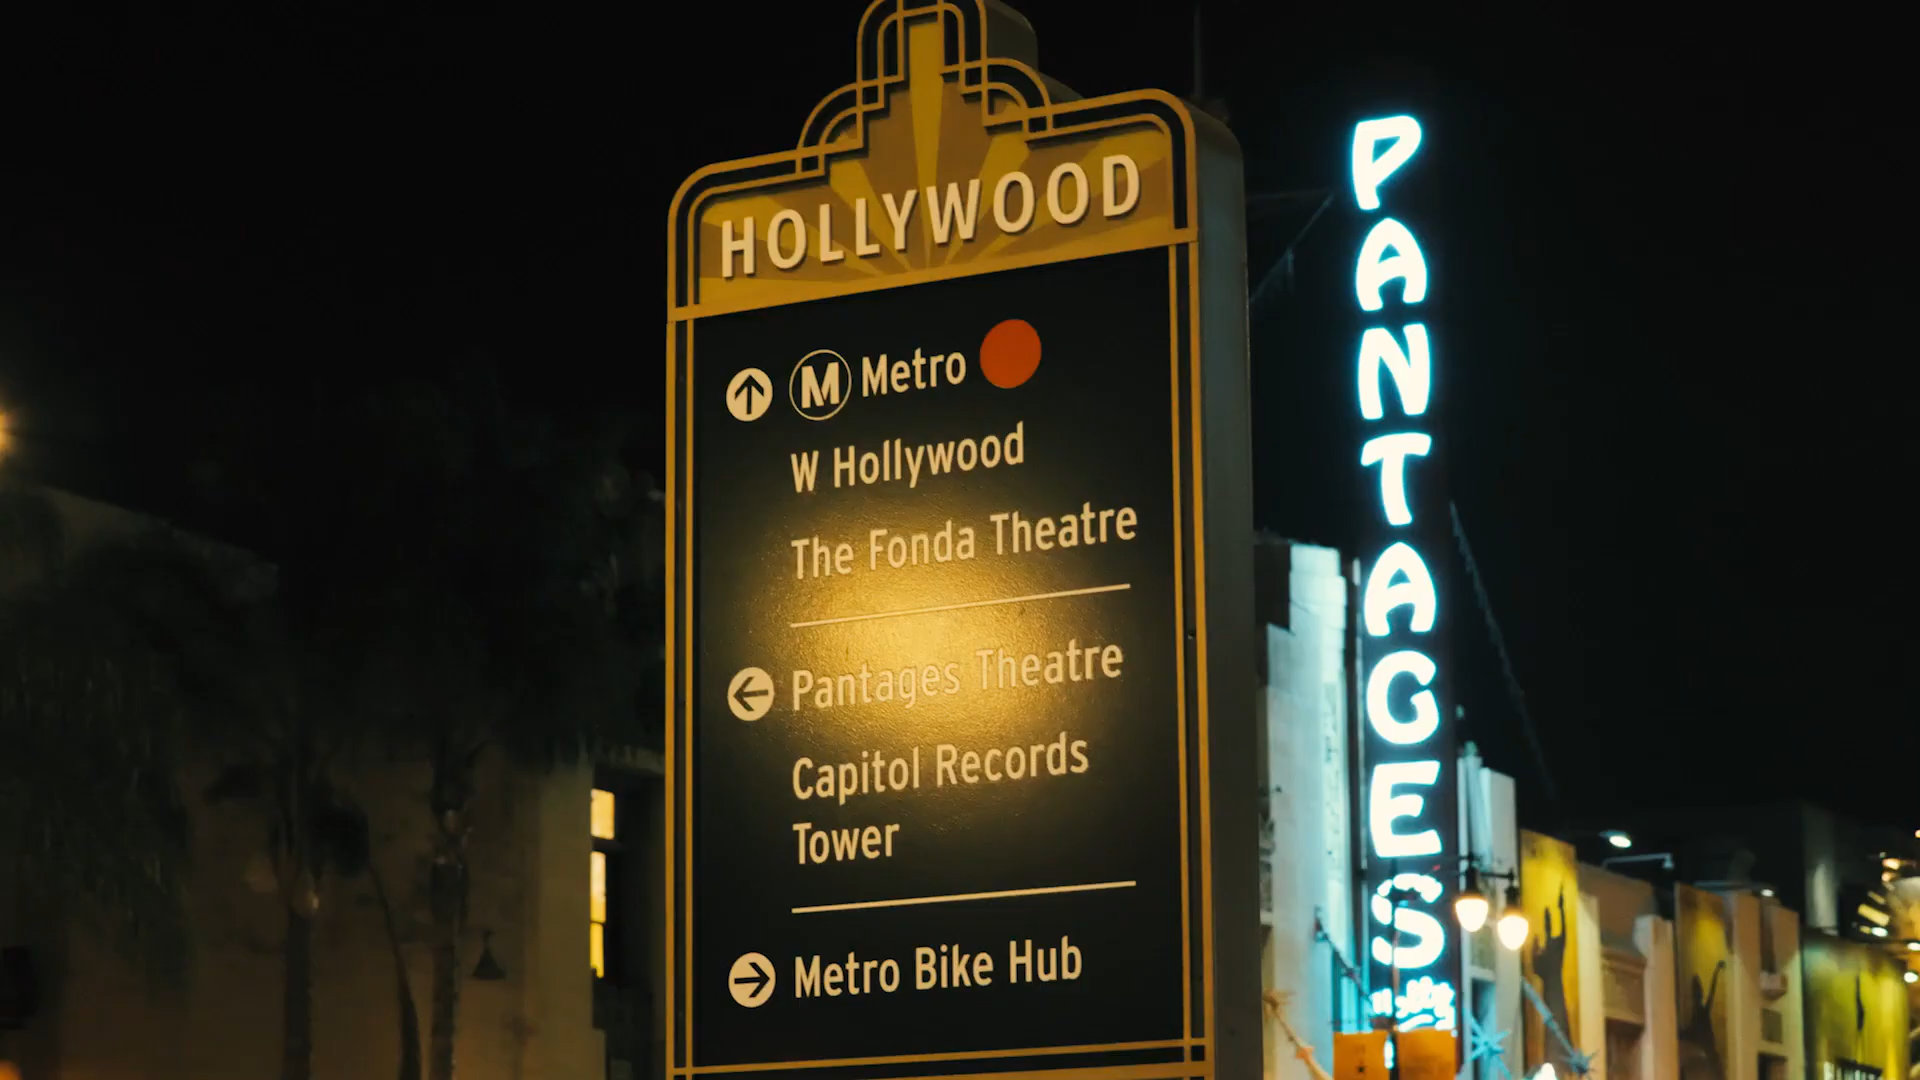 HOLLYWOOD
M Metro
W Hollywood
The Fonda Theatre
Pantages Theatre
Capitol Records
Tower
Metro Bike Hub
PANTAGES